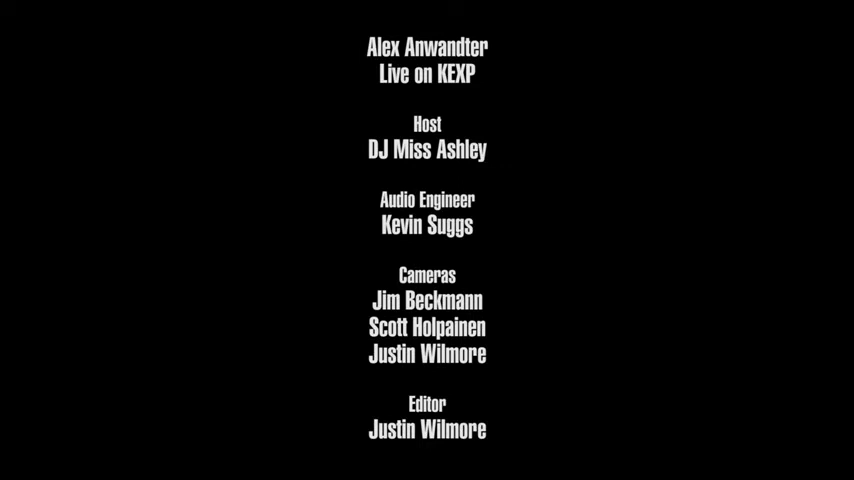 Alex Anwandter
Live on KEXP
Host
DJ Miss Ashley
Audio Engineer
Kevin Suggs
Cameras
Jim Beckmann
Scott Holpainen
Justin Wilmore
Editor
Justin Wilmore